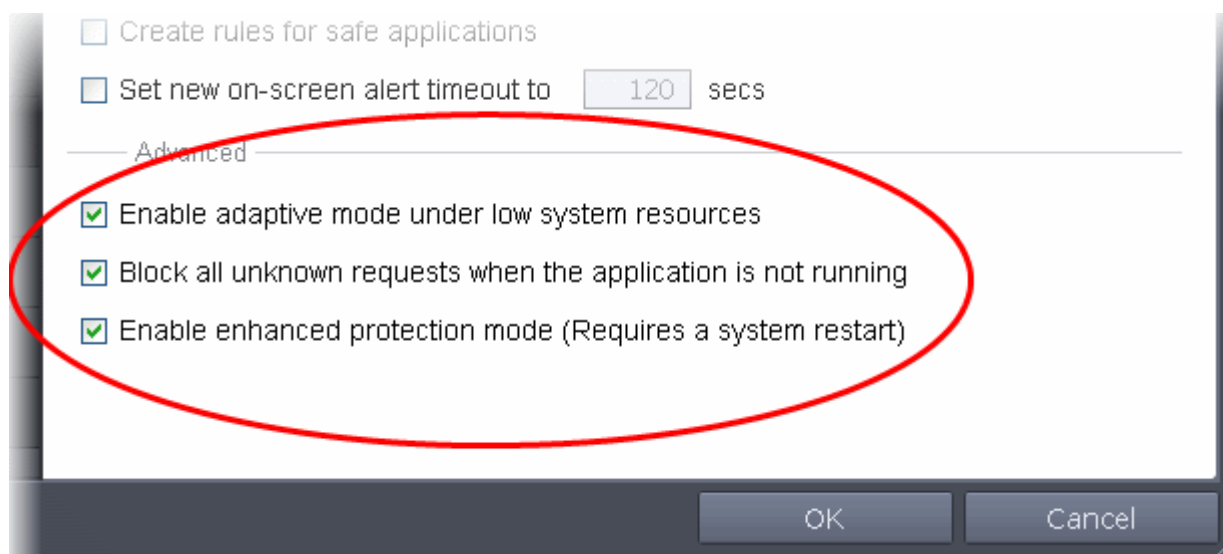 Create rules for safe applications
Set new on-screen alert timeout to 120 secs
Advanced
Enable adaptive mode under low system resources
Block all unknown requests when the application is not running
Enable enhanced protection mode (Requires a system restart)
OK Cancel